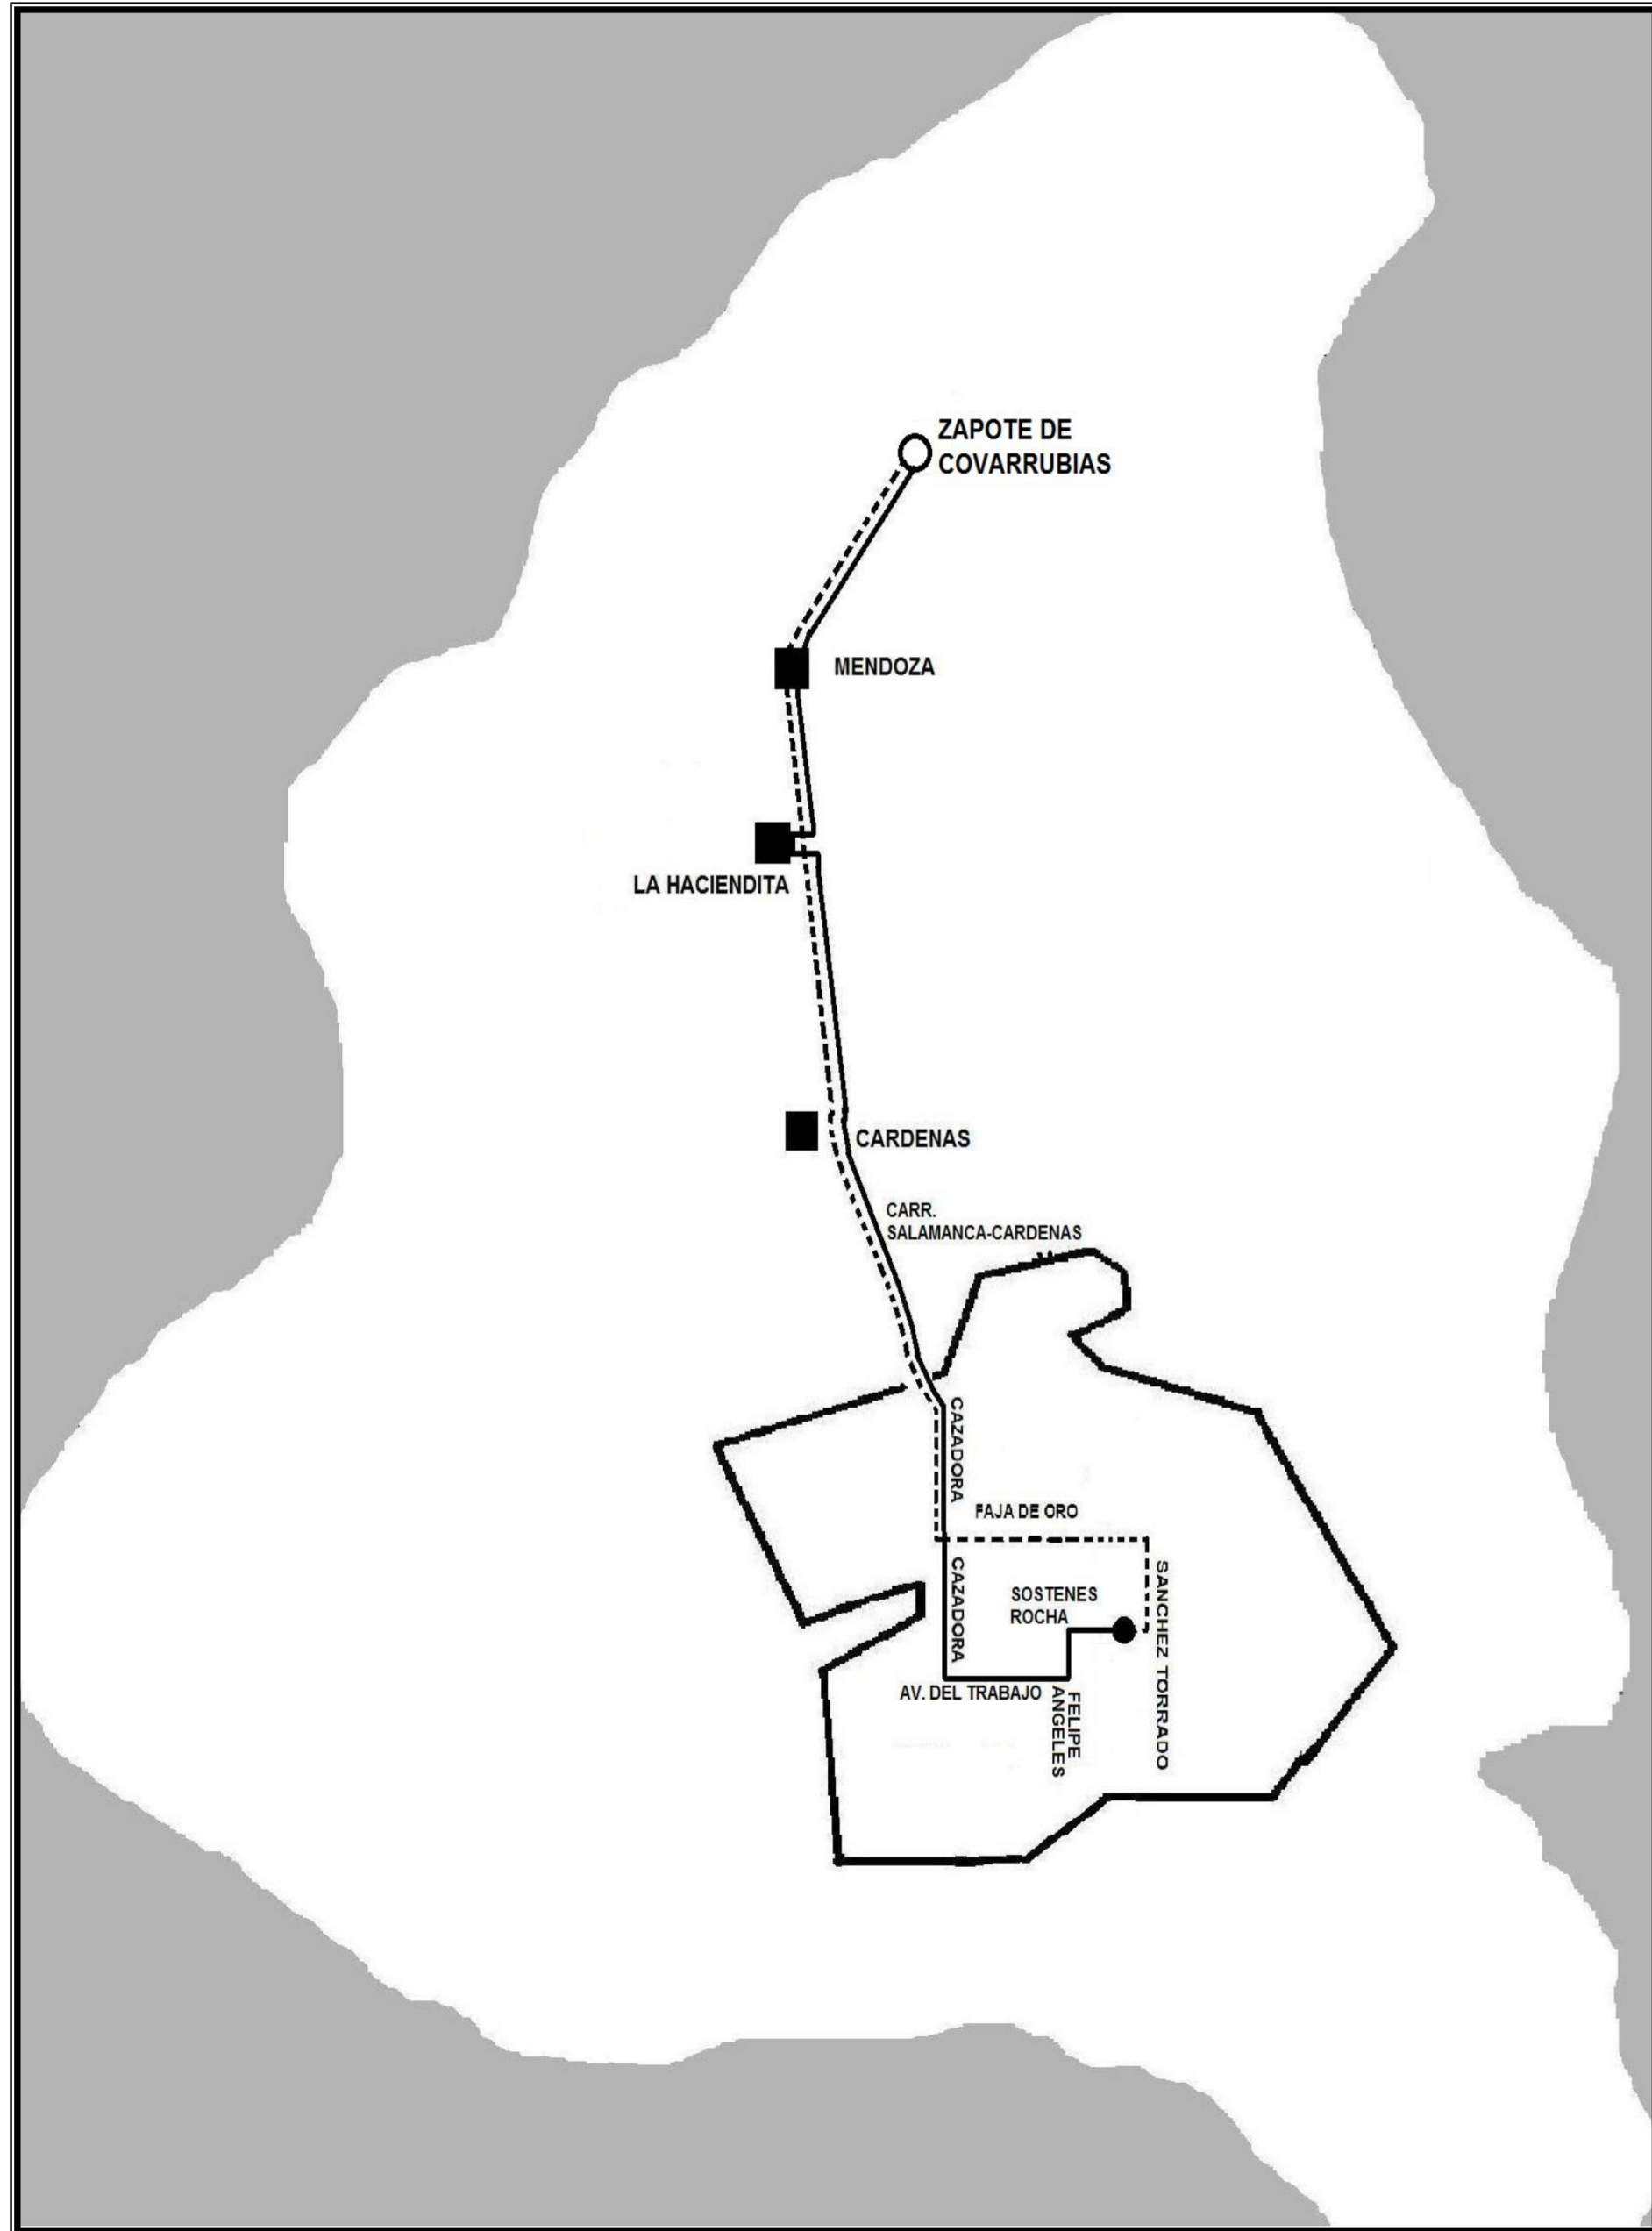 ZAPOTE DE
COVARRUBIAS
MENDOZA
LA HACIENDITA
CARDENAS
CARR.
SALAMANCA-CARDENAS
CAZADORA
FAJA DE ORO
CAZADORA
SOSTENES
ROCHA
SANCHEZ TORRADO
AV. DEL TRABAJO
FELIPE
ANGELES